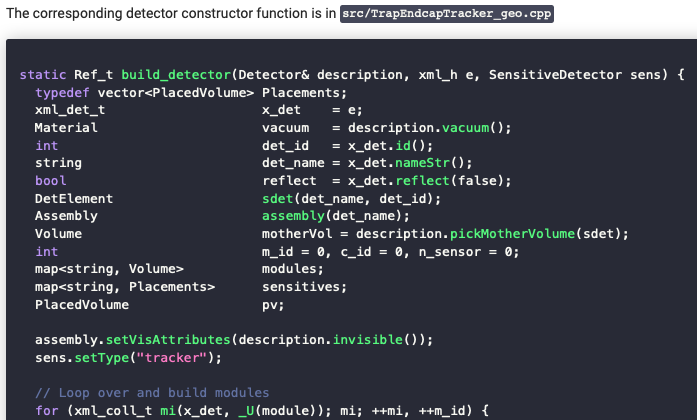 The corresponding detector constructor function is in src/TrapEndcapTracker_geo.cpp
static Ref_t build_detector(Detector& description, xml_h e, SensitiveDetector sens) {
  typedef vector<PlacedVolume> Placements;
  xml_det_t                   x_det    = e;
  Material                    vacuum   = description.vacuum();
  int                         det_id   = x_det.id();
  string                      det_name = x_det.nameStr();
  bool                        reflect  = x_det.reflect(false);
  DetElement                  sdet(det_name, det_id);
  Assembly                    assembly(det_name);
  Volume                      motherVol = description.pickMotherVolume(sdet);
  int                         m_id = 0, c_id = 0, n_sensor = 0;
  map<string, Volume>         modules;
  map<string, Placements>     sensitives;
  PlacedVolume                pv;
  assembly.setVisAttributes(description.invisible());
  sens.setType("tracker");
  // Loop over and build modules
  for (xml_coll_t mi(x_det, _U(module)); mi; ++mi, ++m_id) {